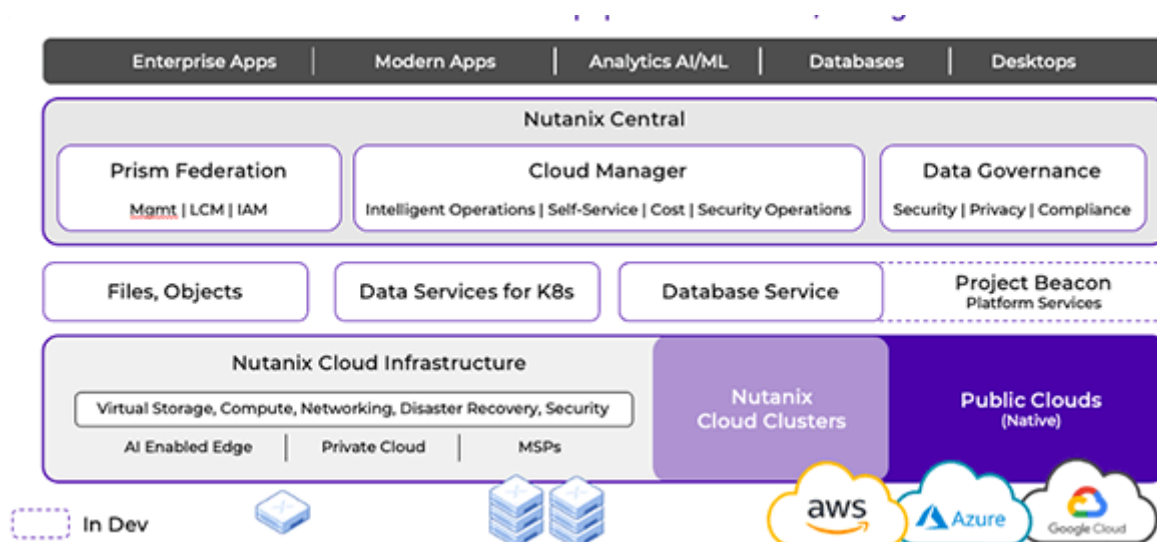 Enterprise Apps | Modern Apps | Analytics AI/ML | Databases | Desktops
Nutanix Central
Prism Federation
Mgmt | LCM | IAM
Cloud Manager
Intelligent Operations | Self-Service | Cost | Security Operations
Data Governance
Security | Privacy | Compliance
Files, Objects
Data Services for K8s
Database Service
Project Beacon
Platform Services
Nutanix Cloud Infrastructure
Virtual Storage, Compute, Networking, Disaster Recovery, Security
AI Enabled Edge | Private Cloud | MSPs
Nutanix
Cloud Clusters
Public Clouds
(Native)
In Dev
aws
Azure
Google Cloud